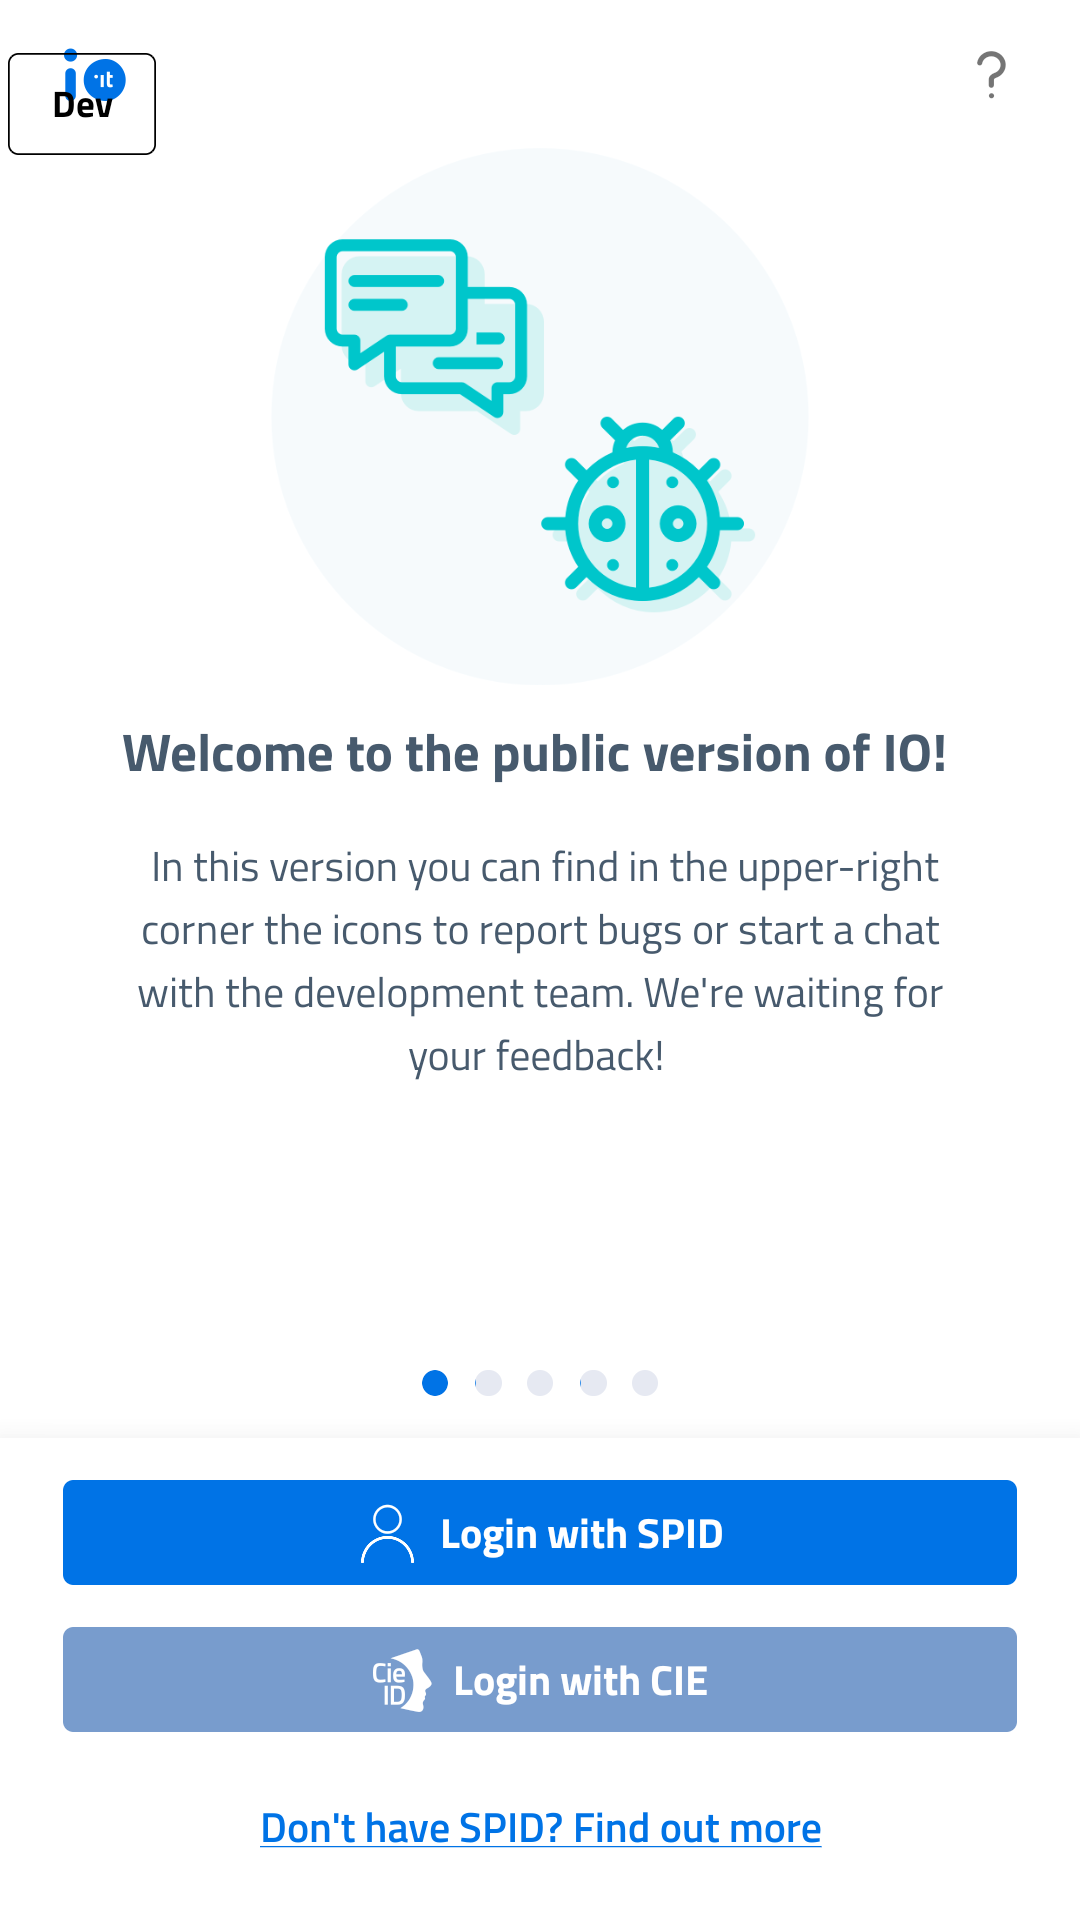 Dev
it
Welcome to the public version of IO!
In this version you can find in the upper-right
corner the icons to report bugs or start a chat
with the development team. We're waiting for
your feedback!
Login with SPID
Cie
ID
Login with CIE
Don't have SPID? Find out more